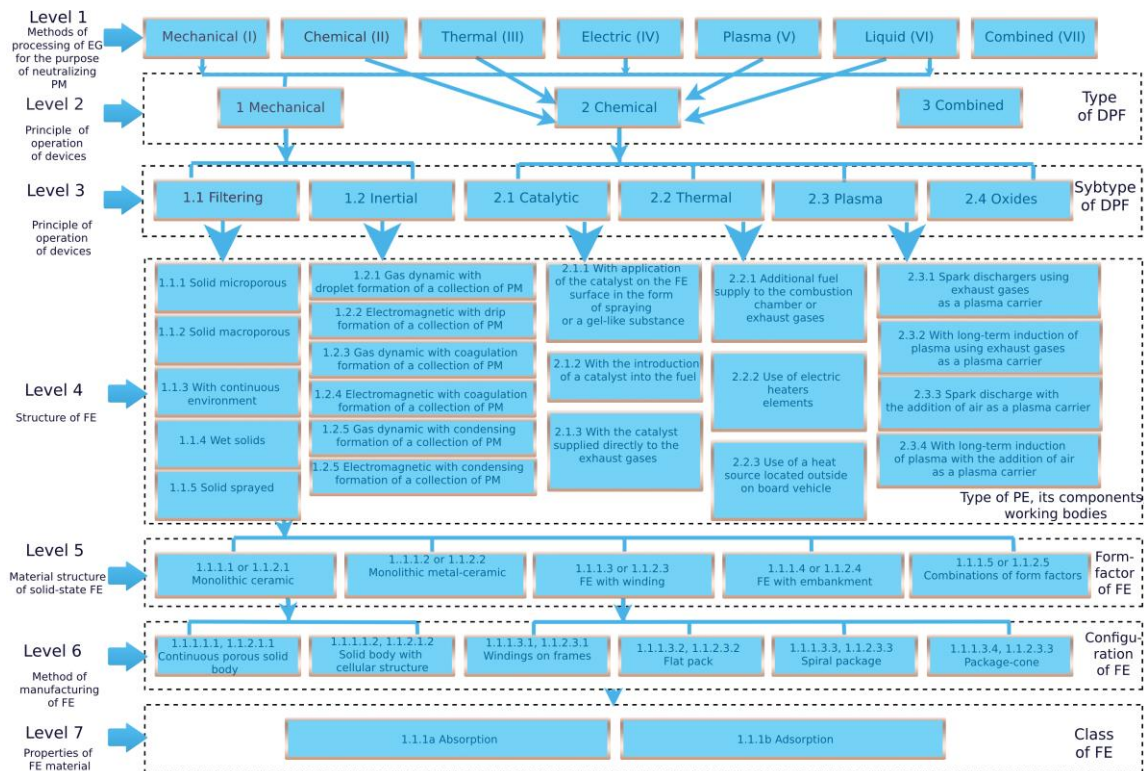 Level 1
Methods of
processing of EG
for the purpose
of neutralizing
PM
Mechanical (I)
Chemical (II)
Thermal (III)
Electric (IV)
Plasma (V)
Liquid (VI)
Combined (VII)
Level 2
Principle of
operation
of devices
1 Mechanical
2 Chemical
3 Combined
Type
of DPF
Level 3
Principle of
operation
of devices
1.1 Filtering
1.2 Inertial
2.1 Catalytic
2.2 Thermal
2.3 Plasma
2.4 Oxides
Sybtype
of DPF
Level 4
Structure of FE
1.1.1 Solid microporous
1.1.2 Solid macroporous
1.1.3 With continuous
environment
1.1.4 Wet solids
1.1.5 Solid sprayed
1.2.1 Gas dynamic with
droplet formation of a collection of PM
1.2.2 Electromagnetic with drip
formation of a collection of PM
1.2.3 Gas dynamic with coagulation
formation of a collection of PM
1.2.4 Electromagnetic with coagulation
formation of a collection of PM
1.2.5 Gas dynamic with condensing
formation of a collection of PM
1.2.5 Electromagnetic with condensing
formation of a collection of PM
2.1.1 With application
of the catalyst on the FE
surface in the form
of spraying
or a gel-like substance
2.1.2 With the introduction
of a catalyst into the fuel
2.1.3 With the catalyst
supplied directly to the
exhaust gases
2.2.1 Additional fuel
supply to the combustion
chamber or
exhaust gases
2.2.2 Use of electric
heaters
elements
2.2.3 Use of a heat
source located outside
on board vehicle
2.3.1 Spark dischargers using
exhaust gases
as a plasma carrier
2.3.2 With long-term induction of
plasma using exhaust gases
as a plasma carrier
2.3.3 Spark discharge with
the addition of air as a plasma carrier
2.3.4 With long-term induction
of plasma with the addition of air
as a plasma carrier
Type of PE, its components
working bodies
Level 5
Material structure
of solid-state FE
1.1.1.1 or 1.1.2.1
Monolithic ceramic
1..1.1.2 or 1.1.2.2
Monolithic metal-ceramic
1.1.1.3 or 1.1.2.3
FE with winding
1.1.1.4 or 1.1.2.4
FE with embankment
1.1.1.5 or 1.1.2.5
Combinations of form factors
Form-
factor
of FE
Level 6
Method of
manufacturing
of FE
1.1.1.1.1, 1.1.2.1.1
Continuous porous solid
body
1.1.1.1.2, 1.1.2.1.2
Solid body with
cellular structure
1.1.1.3.1, 1.1.2.3.1
Windings on frames
1.1.1.3.2, 1.1.2.3.2
Flat pack
1.1.1.3.3, 1.1.2.3.3
Spiral package
1.1.1.3.4, 1.1.2.3.3
Package-cone
Configu-
ration
of FE
Level 7
Properties of
FE material
1.1.1a Absorption
1.1.1b Adsorption
Class
of FE